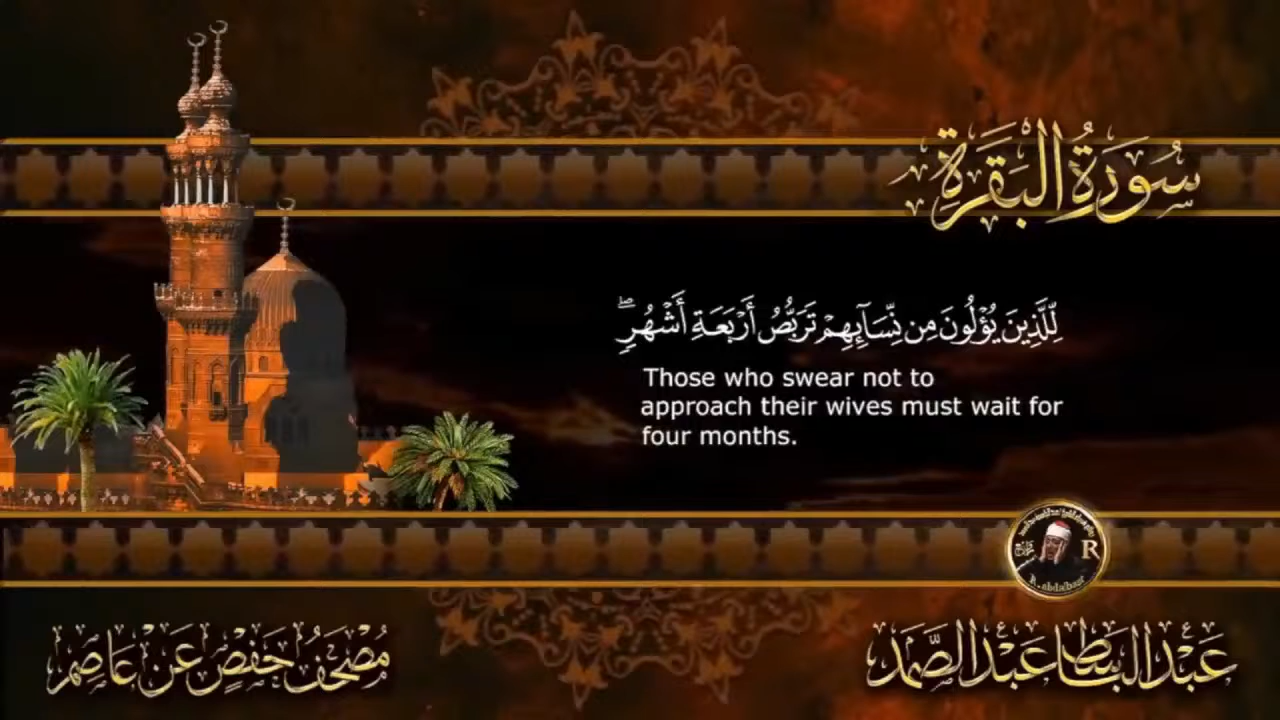 سُورَةُ البَقَرَةِ
لِّلَّذِينَ يُؤْلُونَ مِن نِّسَآئِهِمْ تَرَبُّصُ أَرْبَعَةِ أَشْهُرٍ ۖ
Those who swear not to
approach their wives must wait for
four months.
R
عَبْدُ البَاسِطِ عَبْدُ الصَّمَد
مُصْحَفُ حَفْصٍ عَنْ عَاصِمٍ